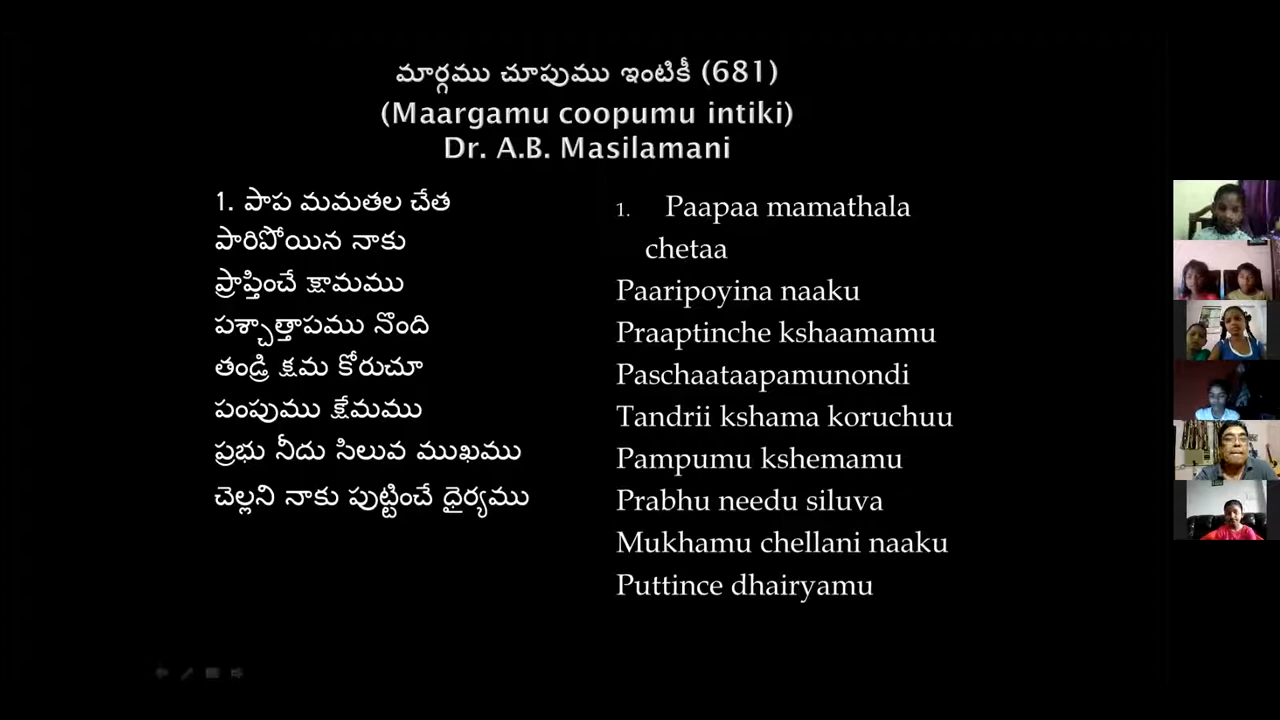 మార్గము చూపుము ఇంటికీ (681)
(Maargamu coopumu intiki)
Dr. A.B. Masilamani
1. పాప మమతల చేత
పారిపోయిన నాకు
ప్రాప్తించే క్షామము
పశ్చాత్తాపము నొంది
తండ్రి క్షమ కోరుచూ
పంపుము క్షేమము
ప్రభు నీదు సిలువ ముఖము
చెల్లని నాకు పుట్టించే ధైర్యము
1. Paapaa mamathala
chetaa
Paaripoyina naaku
Praaptinche kshaamamu
Paschaataapamunondi
Tandrii kshama koruchuu
Pampumu kshemamu
Prabhu needu siluva
Mukhamu chellani naaku
Puttince dhairyamu